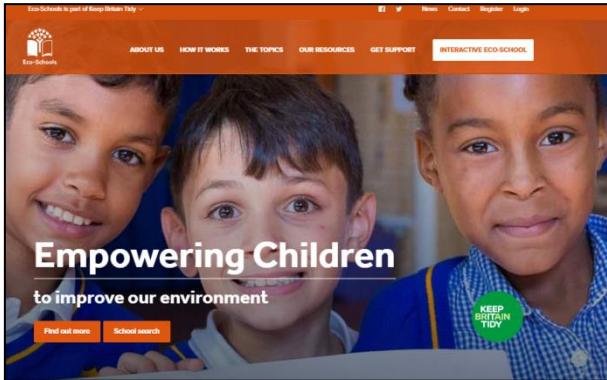 Eco-Schools is part of Keep Britain Tidy
News Contact Register Login
Eco-Schools
ABOUT US HOW IT WORKS THE TOPICS OUR RESOURCES GET SUPPORT INTERACTIVE ECO-SCHOOL
Empowering Children
to improve our environment
KEEP
BRITAIN
TIDY
Find out more School search